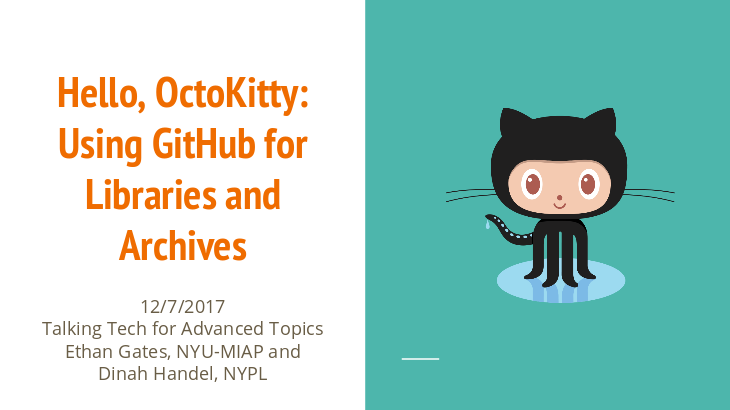 Hello, OctoKitty:
Using GitHub for
Libraries and
Archives
12/7/2017
Talking Tech for Advanced Topics
Ethan Gates, NYU-MIAP and
Dinah Handel, NYPL